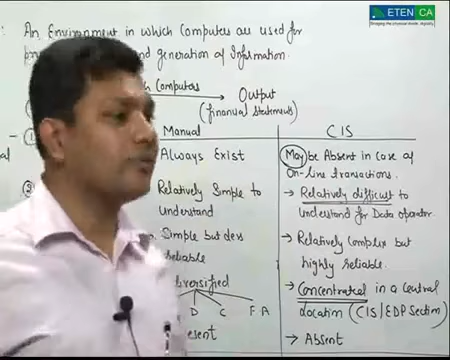 ETEN CA
An Environment in which Computers are used for
and generation of Information.
Computers
Output
(financial statements)
Manual
CIS
Always Exist
May be Absent in case of
On-line transactions.
Relatively Simple to
understand
→ Relatively difficult to
understand for Data operator.
Simple but less
Reliable
→ Relatively Complex but
highly reliable.
D C F A
→ Concentrated in a Central
Location (CIS/EDP Section)
→ Absent